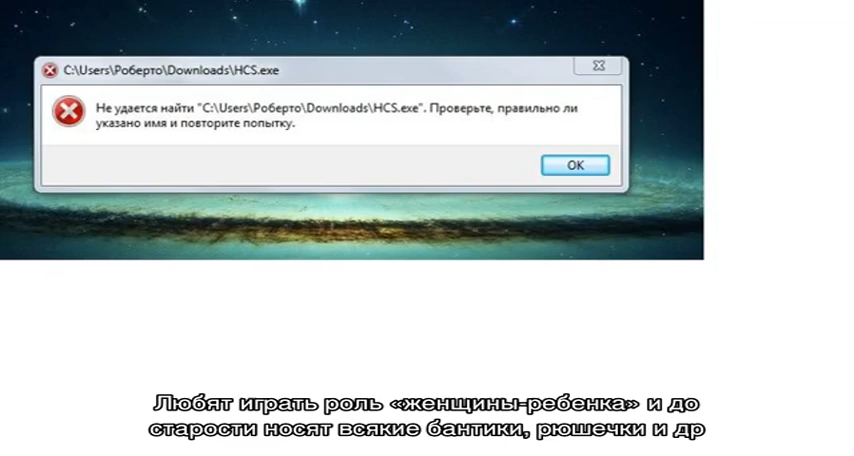 C:\Users\Роберто\Downloads\HCS.exe
Не удается найти "C:\Users\Роберто\Downloads\HCS.exe". Проверьте, правильно ли
указано имя и повторите попытку.
OK
Любят играть роль «женщины-ребенка» и до
старости носят всякие бантики, рюшечки и др